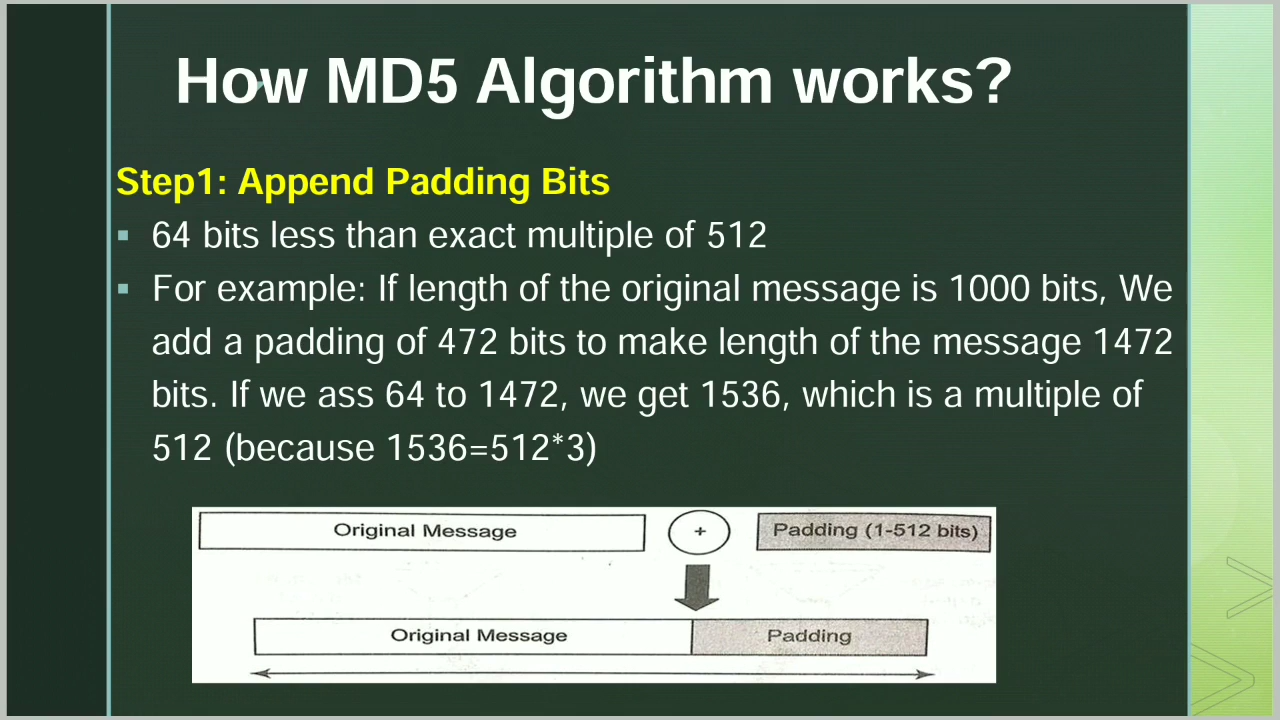 How MD5 Algorithm works?
Step1: Append Padding Bits
▪ 64 bits less than exact multiple of 512
▪ For example: If length of the original message is 1000 bits, We
add a padding of 472 bits to make length of the message 1472
bits. If we ass 64 to 1472, we get 1536, which is a multiple of
512 (because 1536=512*3)
Original Message + Padding (1-512 bits)
Original Message Padding